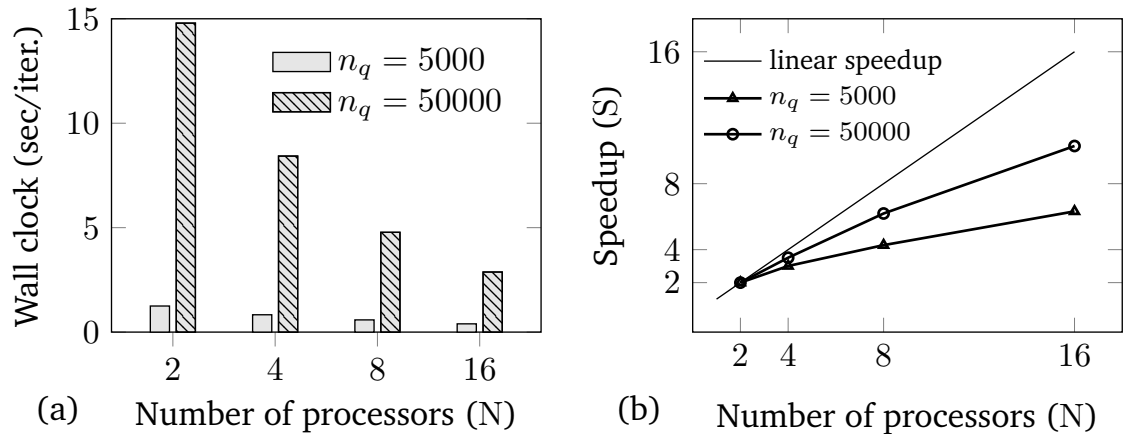 15
10
5
0
Wall clock (sec/iter.)
n_q = 5000
n_q = 50000
2 4 8 16
(a) Number of processors (N)
16
8
4
2
Speedup (S)
linear speedup
n_q = 5000
n_q = 50000
2 4 8 16
(b) Number of processors (N)